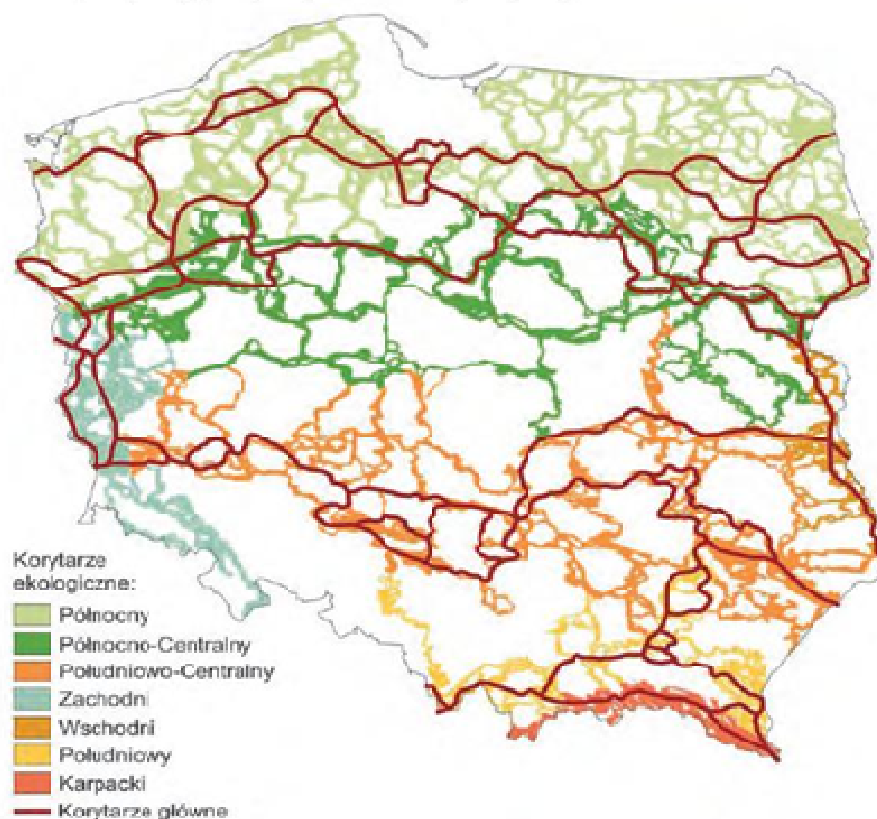 Korytarze
ekologiczne:
Północny
Północno-Centralny
Południowo-Centralny
Zachodni
Wschodni
Południowy
Karpacki
Korytarze główne